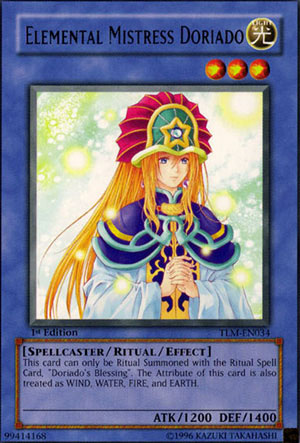 ELEMENTAL MISTRESS DORIADO
LIGHT
光
1st Edition
TLM-EN034
[SPELLCASTER/RITUAL/EFFECT]
This card can only be Ritual Summoned with the Ritual Spell
Card, "Doriado's Blessing". The Attribute of this card is also
treated as WIND, WATER, FIRE, and EARTH.
ATK/1200 DEF/1400
99414168
©1996 KAZUKI TAKAHASHI